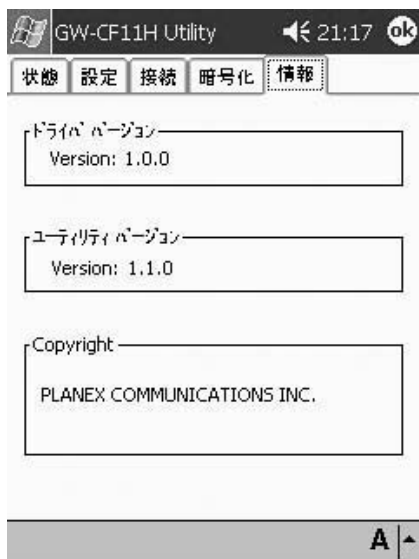 GW-CF11H Utility 21:17 ok
状態 設定 接続 暗号化 情報
ﾄﾞﾗｲﾊﾞ ﾊﾞｰｼﾞｮﾝ
Version: 1.0.0
ﾕｰﾃｨﾘﾃｨ ﾊﾞｰｼﾞｮﾝ
Version: 1.1.0
Copyright
PLANEX COMMUNICATIONS INC.
A